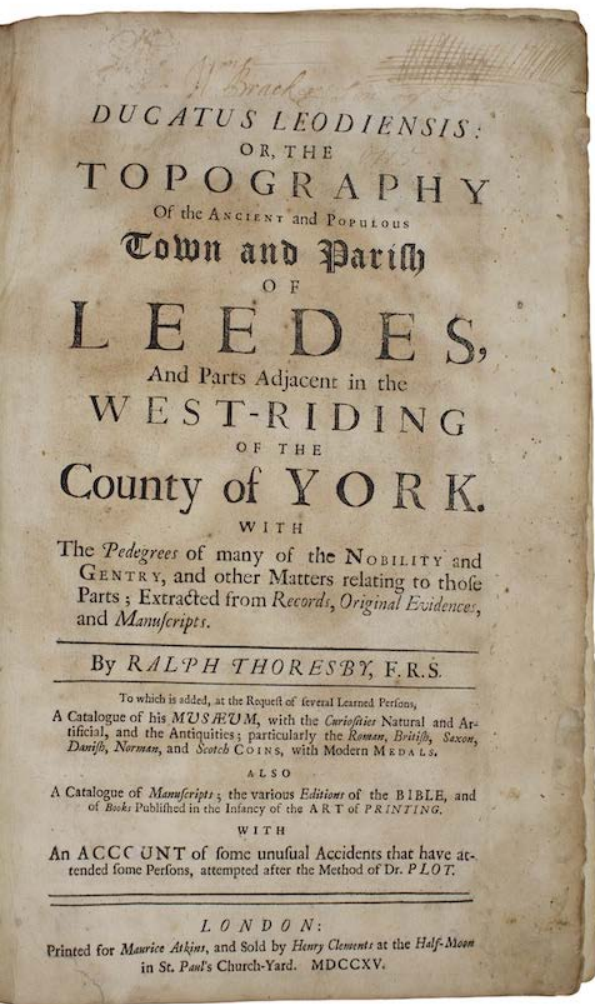 DUCATUS LEODIENSIS:
OR, THE
TOPOGRAPHY
Of the ANCIENT and POPULOUS
Town and Pariſh
OF
LEEDES,
And Parts Adjacent in the
WEST-RIDING
OF THE
County of YORK.
WITH
The Pedegrees of many of the NOBILITY and
GENTRY, and other Matters relating to thoſe
Parts; Extracted from Records, Original Evidences,
and Manuſcripts.
By RALPH THORESBY, F.R.S.
To which is added, at the Requeſt of ſeveral Learned Perſons,
A Catalogue of his MUSÆUM, with the Curioſities Natural and Ar-
tificial, and the Antiquities; particularly the Roman, Britiſh, Saxon,
Daniſh, Norman, and Scotch COINS, with Modern MEDALS.
ALSO
A Catalogue of Manuſcripts; the various Editions of the BIBLE, and
of Books Publiſhed in the Infancy of the ART of PRINTING.
WITH
An ACCCUNT of ſome unuſual Accidents that have at-
tended ſome Perſons, attempted after the Method of Dr. PLOT.
LONDON:
Printed for Maurice Atkins, and Sold by Henry Clements at the Half-Moon
in St. Paul's Church-Yard. MDCCXV.